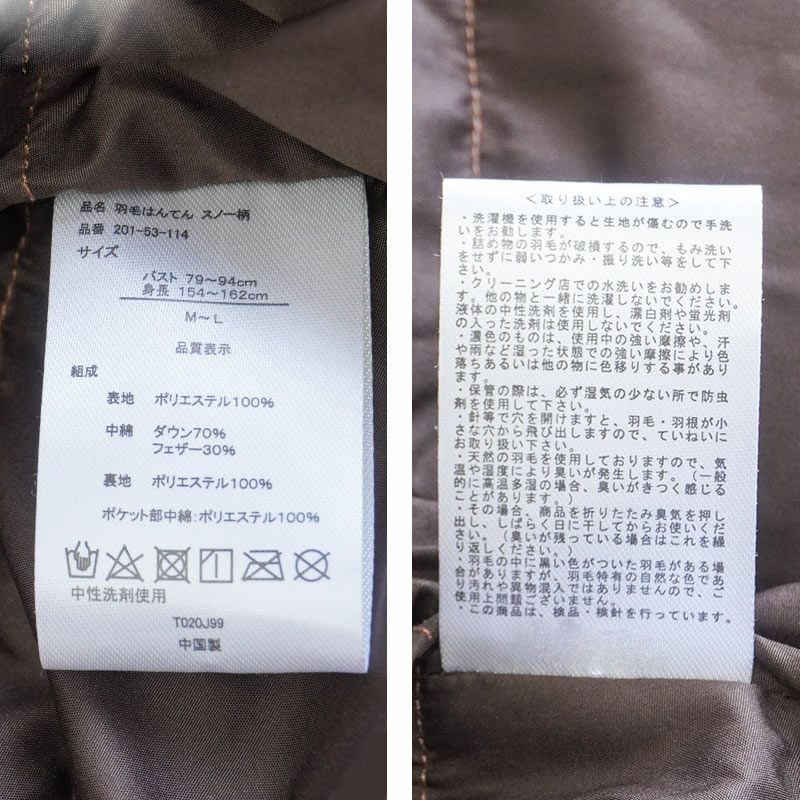 品名 羽毛はんてん スノー柄
品番 201-53-114
サイズ
バスト 79～94cm
身長 154～162cm
M～L
品質表示
組成
表地 ポリエステル100%
中綿 ダウン70%
フェザー30%
裏地 ポリエステル100%
ポケット部中綿:ポリエステル100%
中性洗剤使用
T020J99
中国製
＜取り扱い上の注意＞
・洗濯機を使用すると生地が傷むので手洗
いをお勧します。
・詰め物の羽毛が破損するので、もみ洗い
をせずに弱いつかみ・振り洗い等をして下
さい。
・クリーニング店での水洗いをお勧めしま
す。他の物と一緒に洗濯しないでください。
液体の中性洗剤を使用し、漂白剤や蛍光剤
の入った洗剤は使用しないでください。
・濃色のものは、使用中の強い摩擦や、汗
や雨など湿った状態での強い摩擦により色
落ちあるいは他の物に色移りする事があり
ます。
・保管の際は、必ず湿気の少ない所で防虫
剤を使用して下さい。
・針等で穴を開けますと、羽毛・羽根が小
さな穴から飛び出しますので、ていねいに
お取り扱い下さい。
・天然の羽毛を使用しておりますので、気
温や湿度により臭いが発生します。（一般
的に高温多湿の場合、臭いがきつく感じる
ことがあります。）
・その場合、商品を折りたたみ臭気を押し
出し、しばらく日に干してからお使いくだ
さい。（臭いが残っている場合はこれを繰
り返しください。）
・羽毛の中に黒い色がついた羽毛がある場
合がありますが、羽毛特有の自然な色であ
り汚れや異物混入ではありませんので、ご
使用上問題ございません。
・この商品は、検品・検針を行っています。